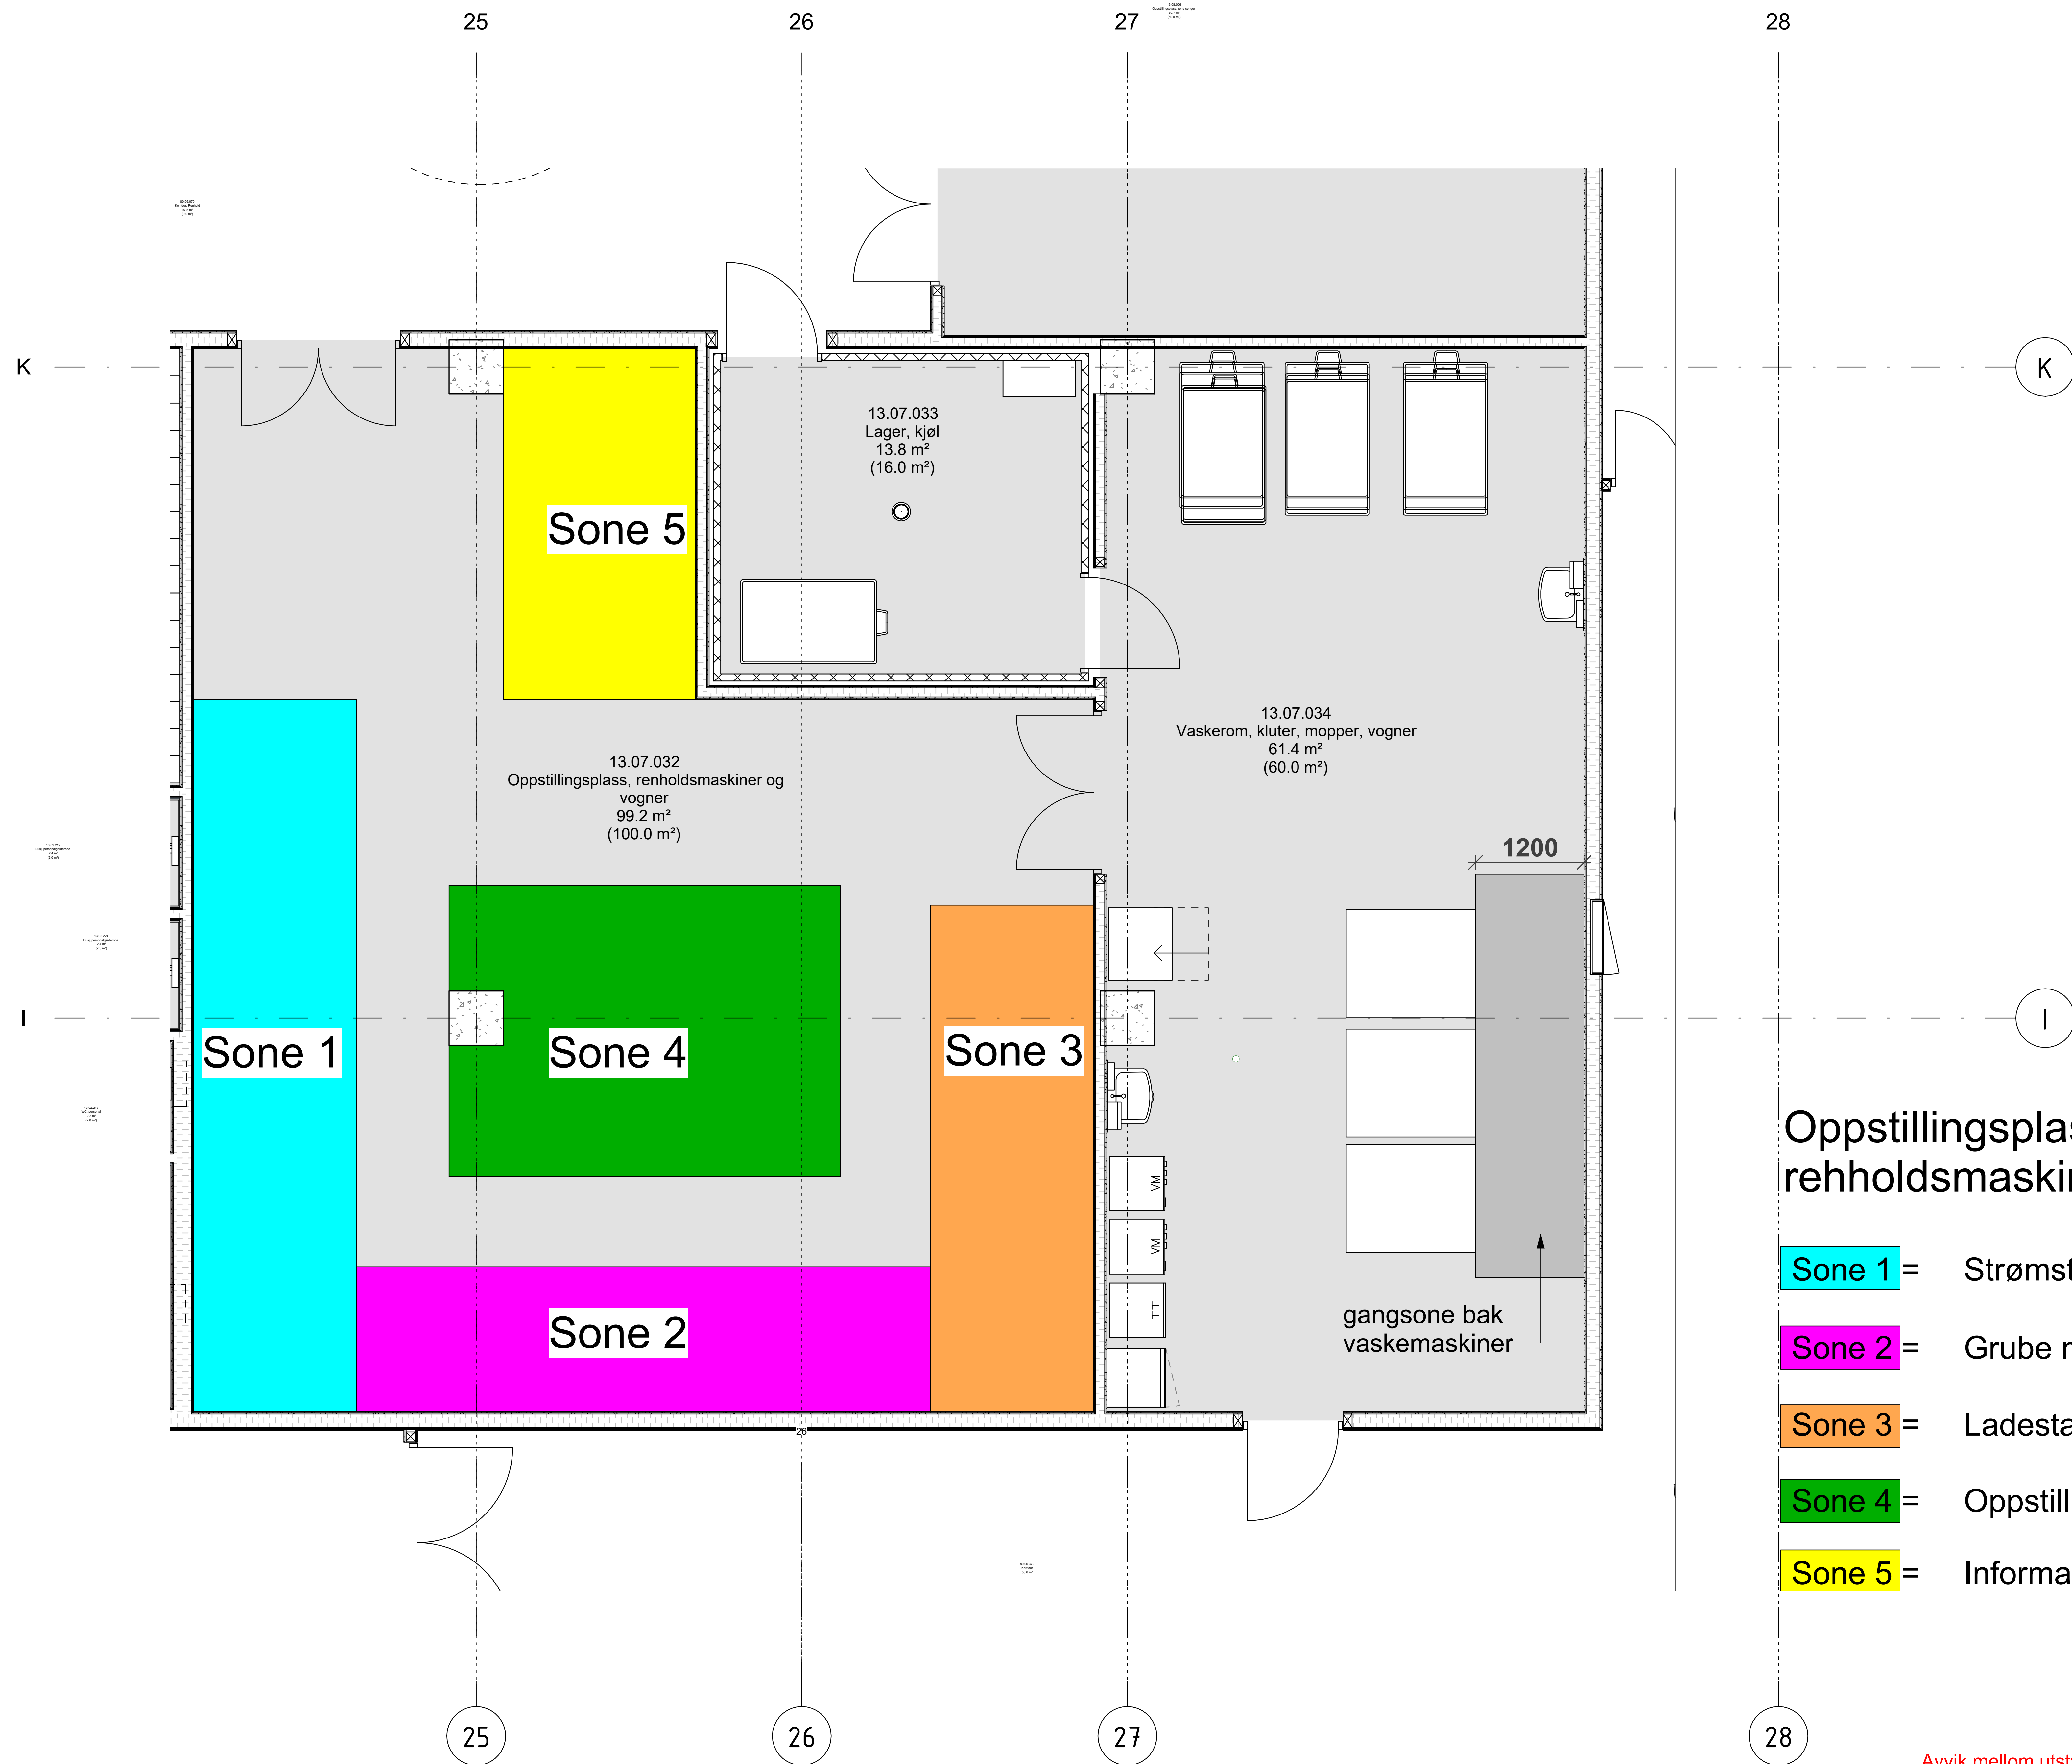 13.08.008
25
26
27
28
K
K
13.07.033
Lager, kjøl
13.8 m²
(16.0 m²)
Sone 5
13.07.034
Vaskerom, kluter, mopper, vogner
61.4 m²
(60.0 m²)
13.07.032
Oppstillingsplass, renholdsmaskiner og
vogner
99.2 m²
(100.0 m²)
1200
I
I
Sone 1
Sone 4
Sone 3
VM
VM
TT
Sone 2
gangsone bak
vaskemaskiner
26
Oppstillingsplas
rehholdsmaskin
Sone 1 = Strømst
Sone 2 = Grube
Sone 3 = Ladesta
Sone 4 = Oppstill
Sone 5 = Informa
25
26
27
28
Avvik mellom utst